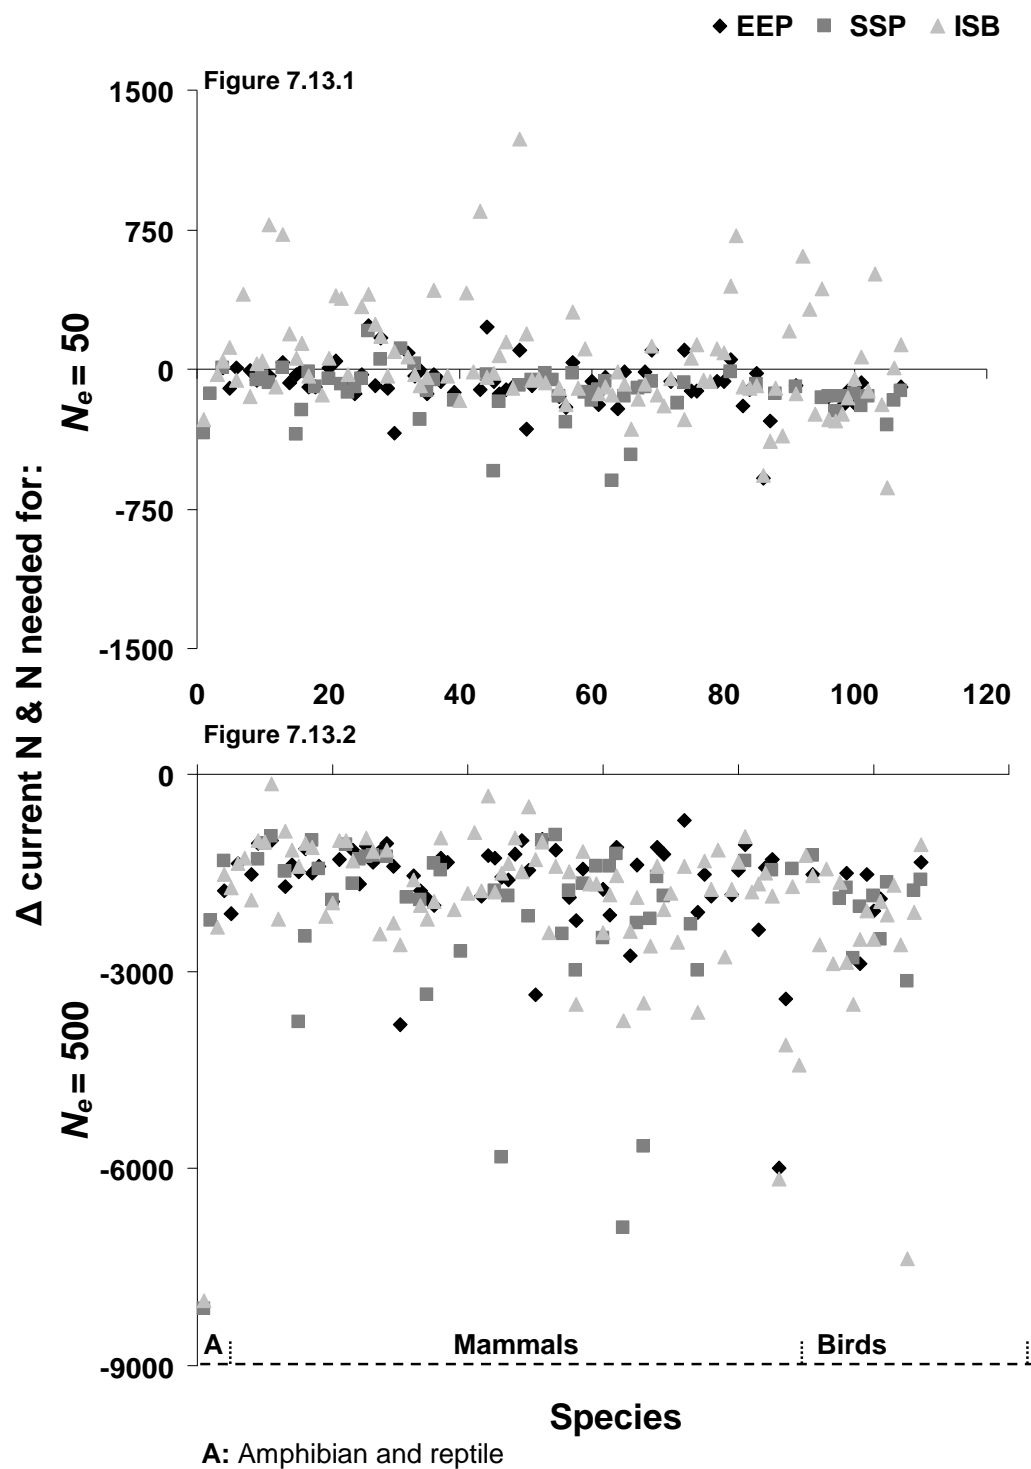 EEP SSP ISB
Figure 7.13.1
1500
750
0
-750
-1500
Nₑ = 50
0 20 40 60 80 100 120
Δ current N & N needed for:
Figure 7.13.2
0
-3000
-6000
-9000
Nₑ = 500
A Mammals Birds
Species
A: Amphibian and reptile